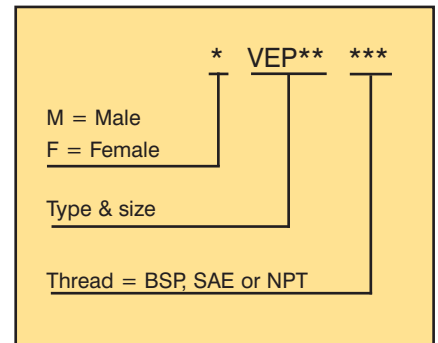 * VEP** ***
M = Male
F = Female
Type & size
Thread = BSP, SAE or NPT